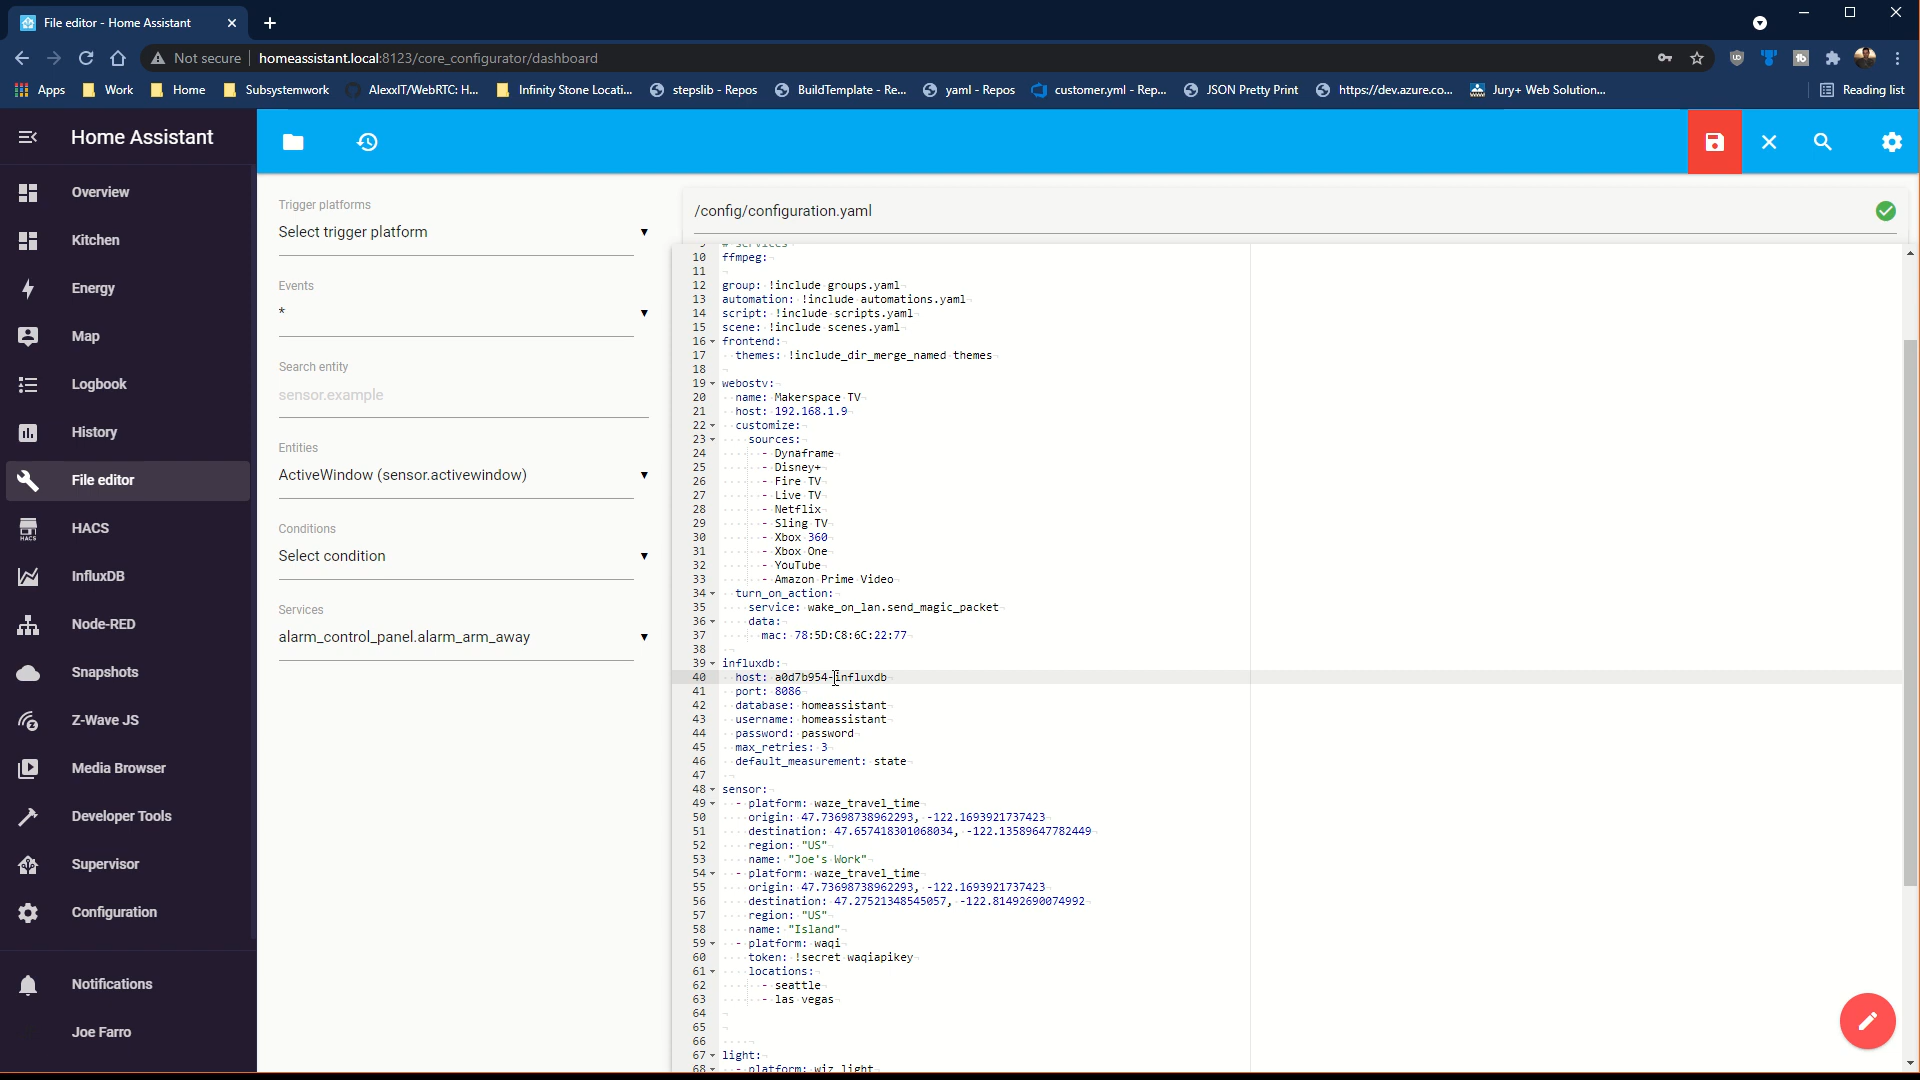 File editor - Home Assistant
Not secure
homeassistant.local:8123/core_configurator/dashboard
Apps
Work
Home
Subsystemwork
AlexxIT/WebRTC: H...
Infinity Stone Locati...
stepslib - Repos
BuildTemplate - Re...
yaml - Repos
customer.yml - Rep...
JSON Pretty Print
https://dev.azure.co...
Jury+ Web Solution...
Reading list
Home Assistant
Overview
Kitchen
Energy
Map
Logbook
History
File editor
HACS
HACS
InfluxDB
Node-RED
Snapshots
Z-Wave JS
Media Browser
Developer Tools
Supervisor
Configuration
Notifications
Joe Farro
Trigger platforms
Select trigger platform
Events
*
Search entity
sensor.example
Entities
ActiveWindow (sensor.activewindow)
Conditions
Select condition
Services
alarm_control_panel.alarm_arm_away
/config/configuration.yaml
9 # services
10 ffmpeg:
11
12 group: !include groups.yaml
13 automation: !include automations.yaml
14 script: !include scripts.yaml
15 scene: !include scenes.yaml
16 frontend:
17 themes: !include_dir_merge_named themes
18
19 webostv:
20 name: Makerspace TV
21 host: 192.168.1.9
22 customize:
23 sources:
24 - Dynaframe
25 - Disney+
26 - Fire TV
27 - Live TV
28 - Netflix
29 - Sling TV
30 - Xbox 360
31 - Xbox One
32 - YouTube
33 - Amazon Prime Video
34 turn_on_action:
35 service: wake_on_lan.send_magic_packet
36 data:
37 mac: 78:5D:C8:6C:22:77
38
39 influxdb:
40 host: a0d7b954-influxdb
41 port: 8086
42 database: homeassistant
43 username: homeassistant
44 password: password
45 max_retries: 3
46 default_measurement: state
47
48 sensor:
49 - platform: waze_travel_time
50 origin: 47.73698738962293, -122.1693921737423
51 destination: 47.657418301068034, -122.13589647782449
52 region: "US"
53 name: "Joe's Work"
54 - platform: waze_travel_time
55 origin: 47.73698738962293, -122.1693921737423
56 destination: 47.27521348545057, -122.81492690074992
57 region: "US"
58 name: "Island"
59 - platform: waqi
60 token: !secret waqiapikey
61 locations:
62 - seattle
63 - las vegas
64
65
66
67 light:
68 - platform: wiz_light